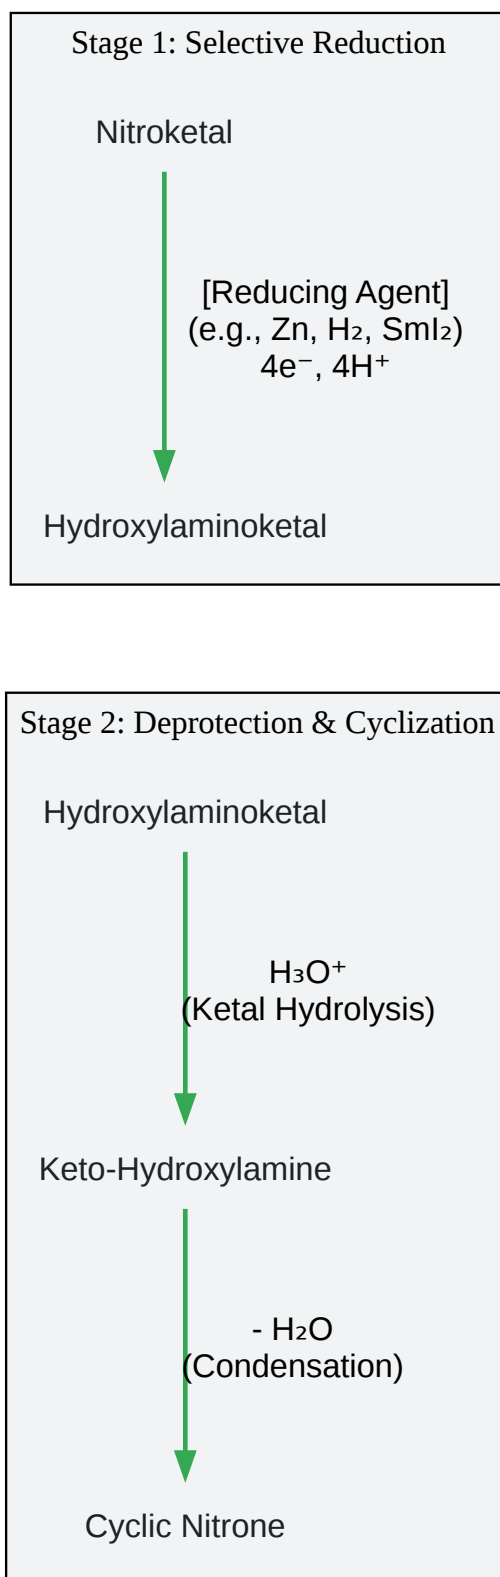 Stage 1: Selective Reduction
Nitroketal
[Reducing Agent]
(e.g., Zn, H₂, SmI₂)
4e⁻, 4H⁺
Hydroxylaminoketal
Stage 2: Deprotection & Cyclization
Hydroxylaminoketal
H₃O⁺
(Ketal Hydrolysis)
Keto-Hydroxylamine
- H₂O
(Condensation)
Cyclic Nitrone